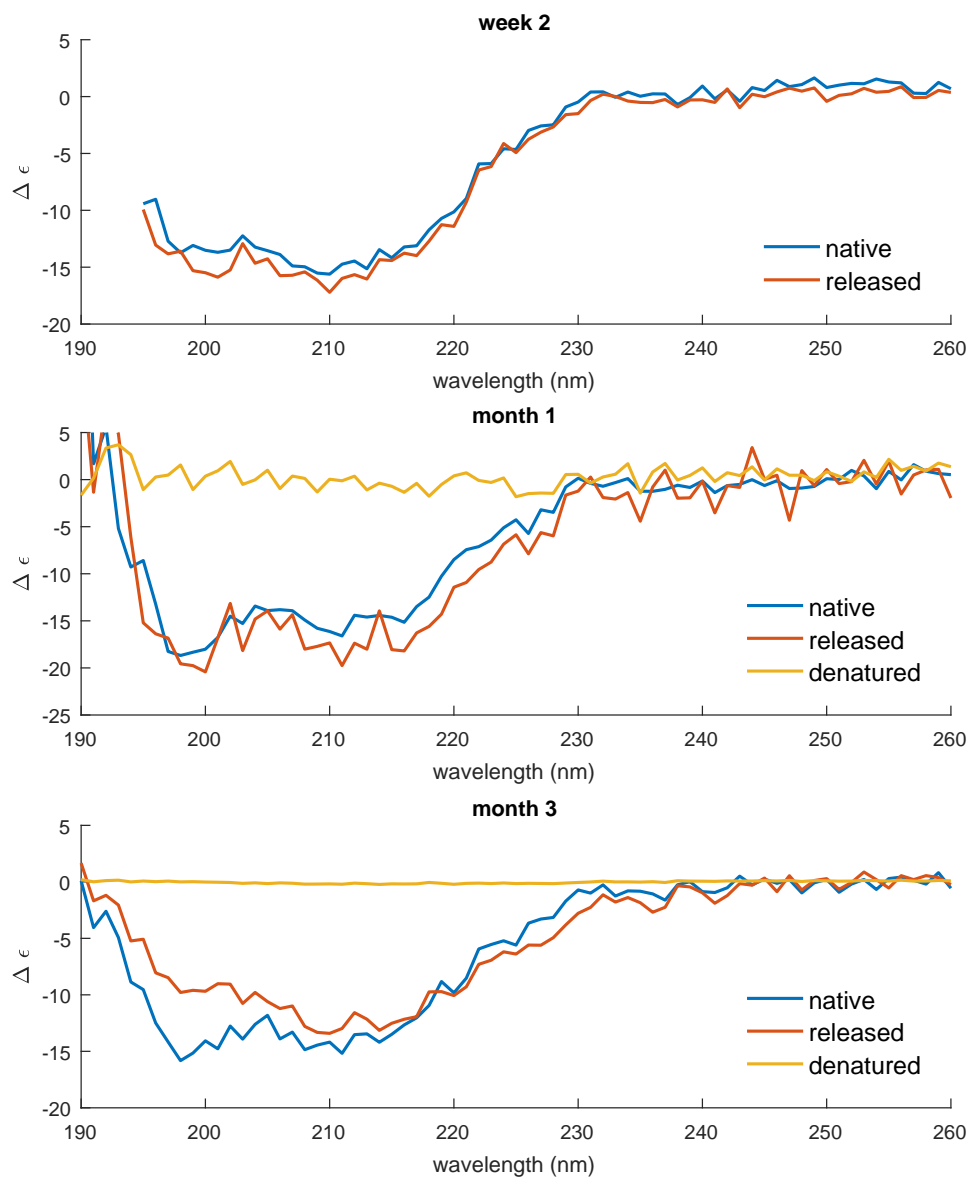 week 2
5
0
-5
-10
-15
-20
Δ ϵ
native
released
190 200 210 220 230 240 250 260
wavelength (nm)
month 1
5
0
-5
-10
-15
-20
-25
Δ ϵ
native
released
denatured
190 200 210 220 230 240 250 260
wavelength (nm)
month 3
5
0
-5
-10
-15
-20
Δ ϵ
native
released
denatured
190 200 210 220 230 240 250 260
wavelength (nm)